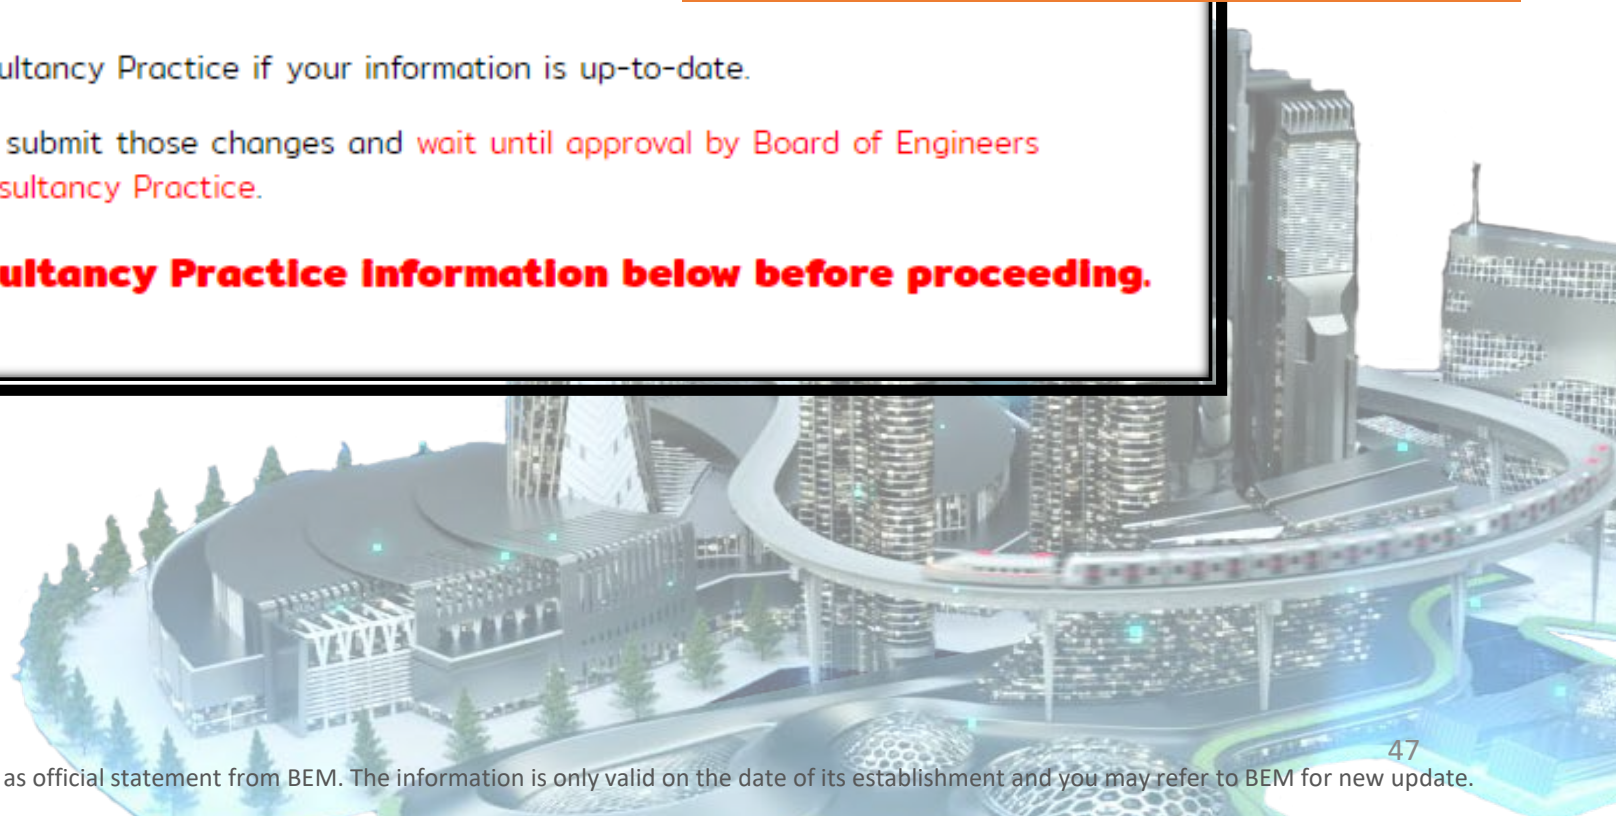 ultancy Practice if your information is up-to-date.
submit those changes and wait until approval by Board of Engineers
sultancy Practice.
ultancy Practice information below before proceeding.
47
as official statement from BEM. The information is only valid on the date of its establishment and you may refer to BEM for new update.